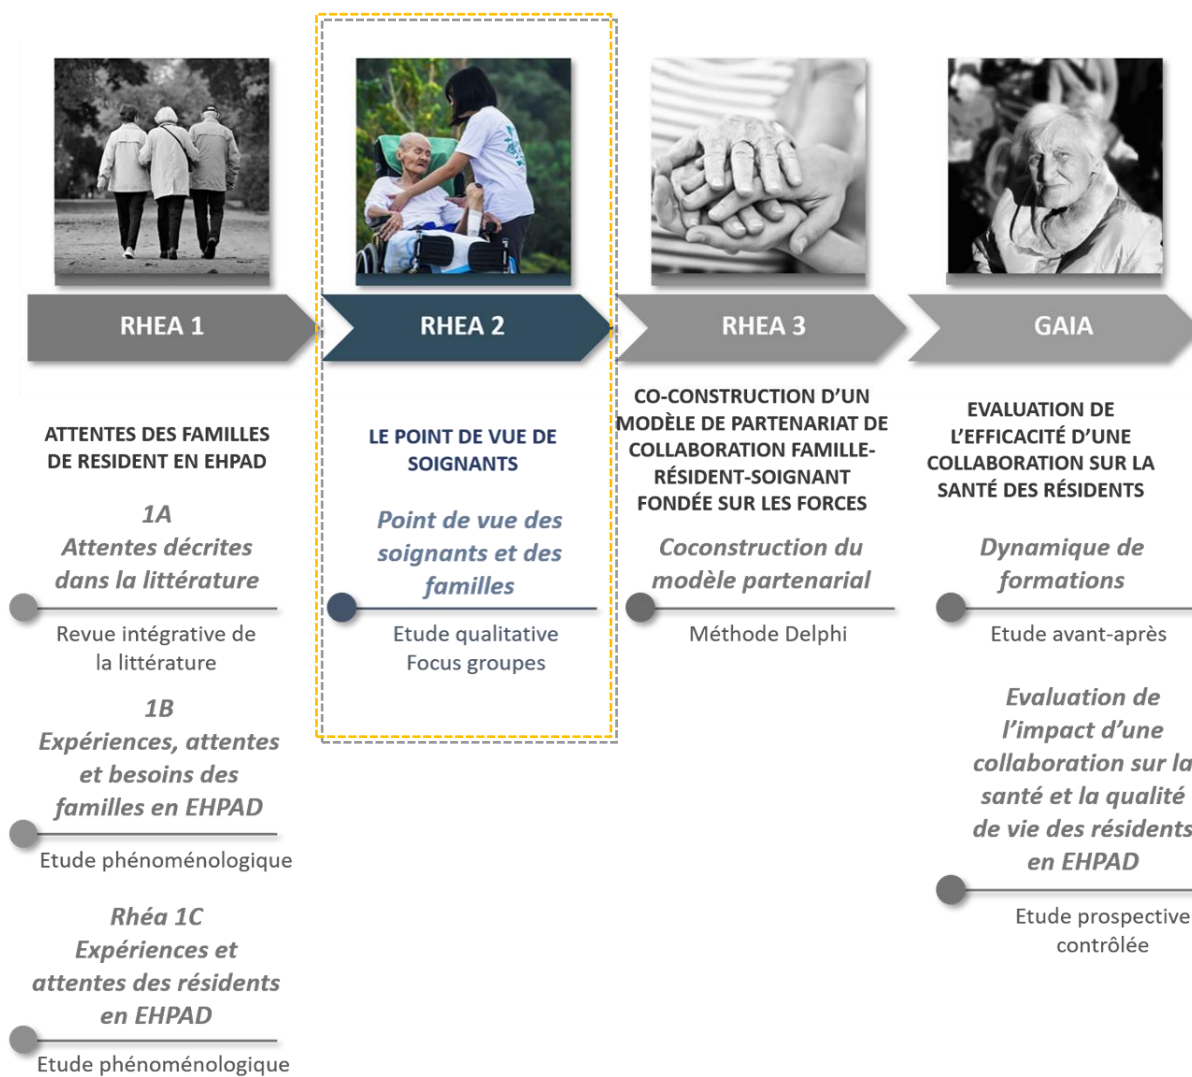 RHEA 1
ATTENTES DES FAMILLES
DE RESIDENT EN EHPAD
1A
Attentes décrites
dans la littérature
Revue intégrative de
la littérature
1B
Expériences, attentes
et besoins des
familles en EHPAD
Etude phénoménologique
Rhéa 1C
Expériences et
attentes des résidents
en EHPAD
Etude phénoménologique
RHEA 2
LE POINT DE VUE DE
SOIGNANTS
Point de vue des
soignants et des
familles
Etude qualitative
Focus groupes
RHEA 3
CO-CONSTRUCTION D'UN
MODÈLE DE PARTENARIAT DE
COLLABORATION FAMILLE-
RÉSIDENT-SOIGNANT
FONDÉE SUR LES FORCES
Coconstruction du
modèle partenarial
Méthode Delphi
GAIA
EVALUATION DE
L'EFFICACITÉ D'UNE
COLLABORATION SUR LA
SANTÉ DES RÉSIDENTS
Dynamique de
formations
Etude avant-après
Evaluation de
l'impact d'une
collaboration sur la
santé et la qualité
de vie des résidents
en EHPAD
Etude prospective
contrôlée